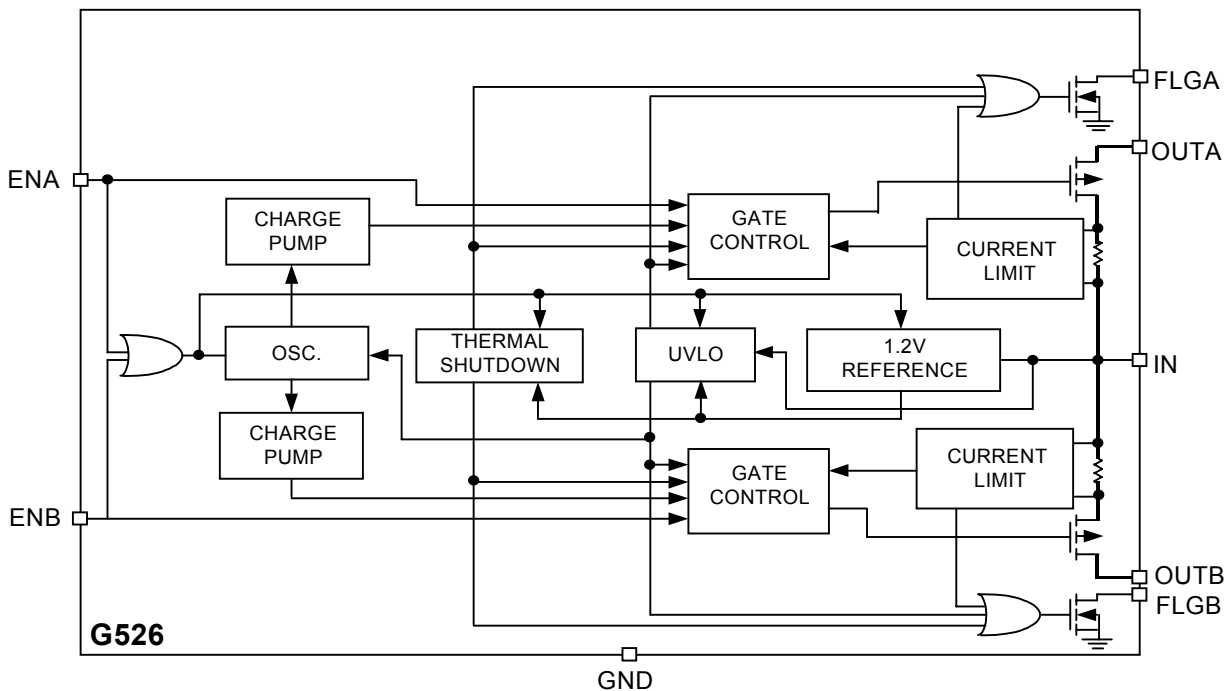 FLGA
OUTA
ENA
CHARGE
PUMP
GATE
CONTROL
CURRENT
LIMIT
OSC.
THERMAL
SHUTDOWN
UVLO
1.2V
REFERENCE
IN
CHARGE
PUMP
GATE
CONTROL
CURRENT
LIMIT
ENB
OUTB
FLGB
G526
GND